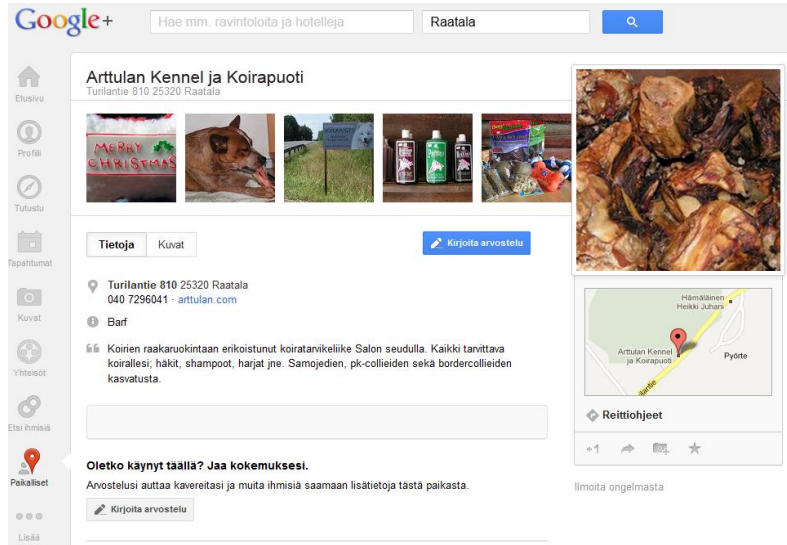 Google+
Hae mm. ravintoloita ja hotelleja
Raatala
Etusivu
Profiili
Tutustu
Tapahtumat
Kuvat
Yhteisöt
Etsi ihmisiä
Paikalliset
Lisää
Arttulan Kennel ja Koirapuoti
Turilantie 810 25320 Raatala
MERRY
CHRISTMAS
Tietoja
Kuvat
Kirjoita arvostelu
Turilantie 810 25320 Raatala
040 7296041 · arttulan.com
Barf
Koirien raakaruokintaan erikoistunut koiratarvikeliike Salon seudulla. Kaikki tarvittava
koirallesi; häkit, shampoot, harjat jne. Samojedien, pk-collieiden sekä bordercollieiden
kasvatusta.
Oletko käynyt täällä? Jaa kokemuksesi.
Arvostelusi auttaa kavereitasi ja muita ihmisiä saamaan lisätietoja tästä paikasta.
Kirjoita arvostelu
Hämäläinen
Heikki Juhani
Arttulan Kennel
ja Koirapuoti
Pyörte
Reittiohjeet
+1
Ilmoita ongelmasta